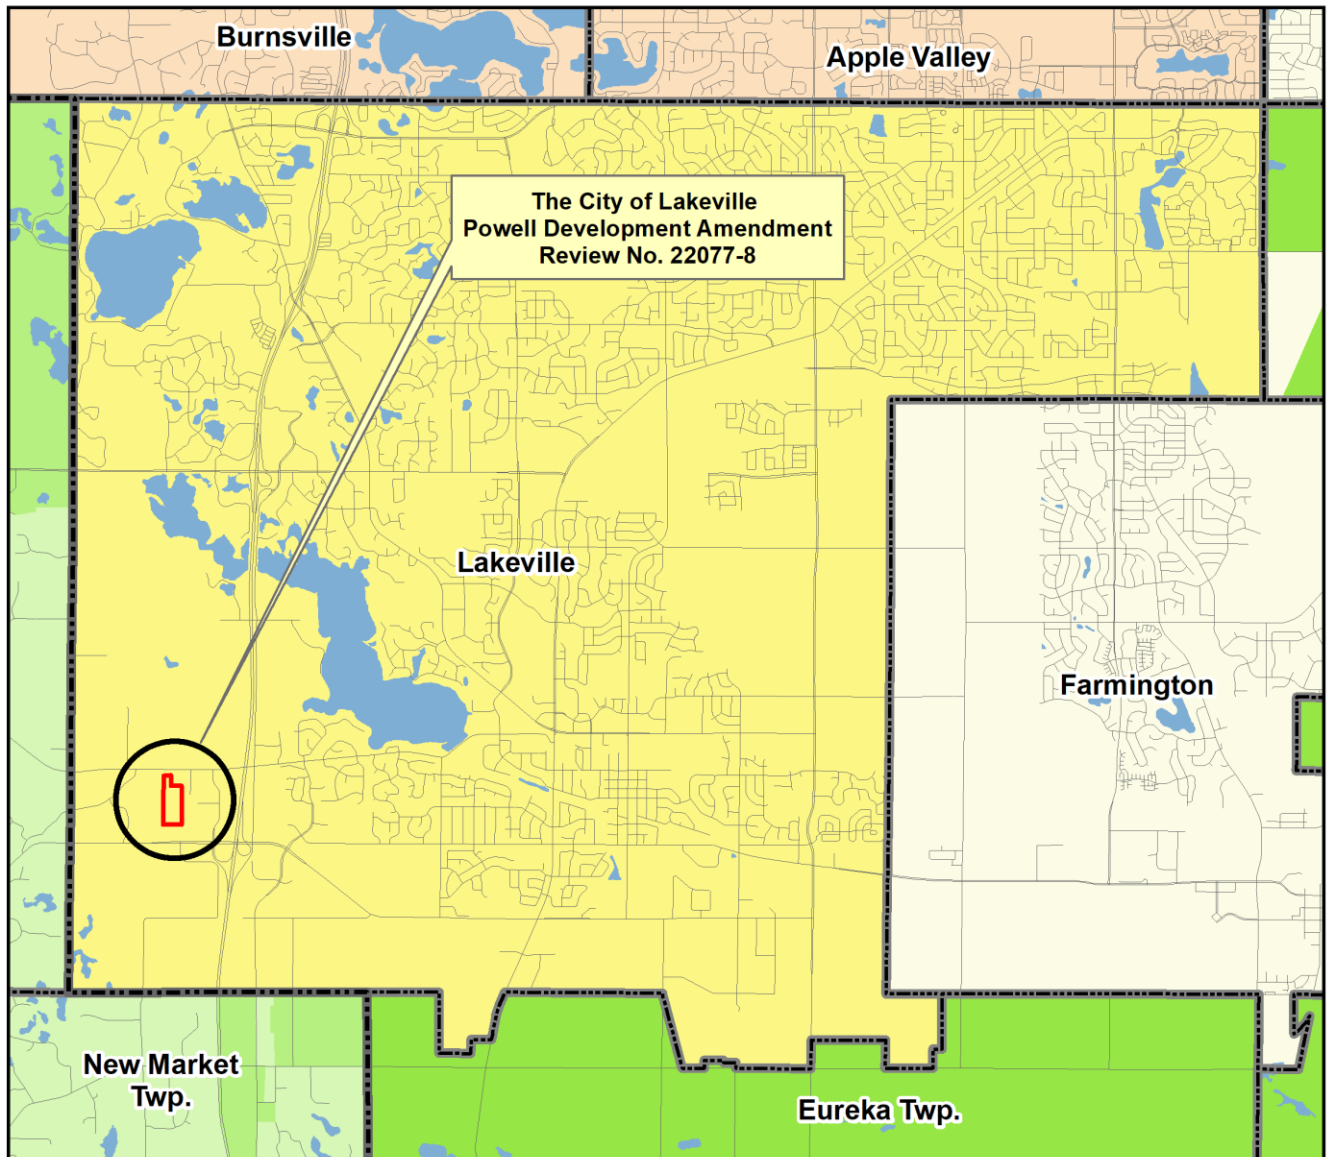 Burnsville
Apple Valley
The City of Lakeville
Powell Development Amendment
Review No. 22077-8
Lakeville
Farmington
New Market
Twp.
Eureka Twp.